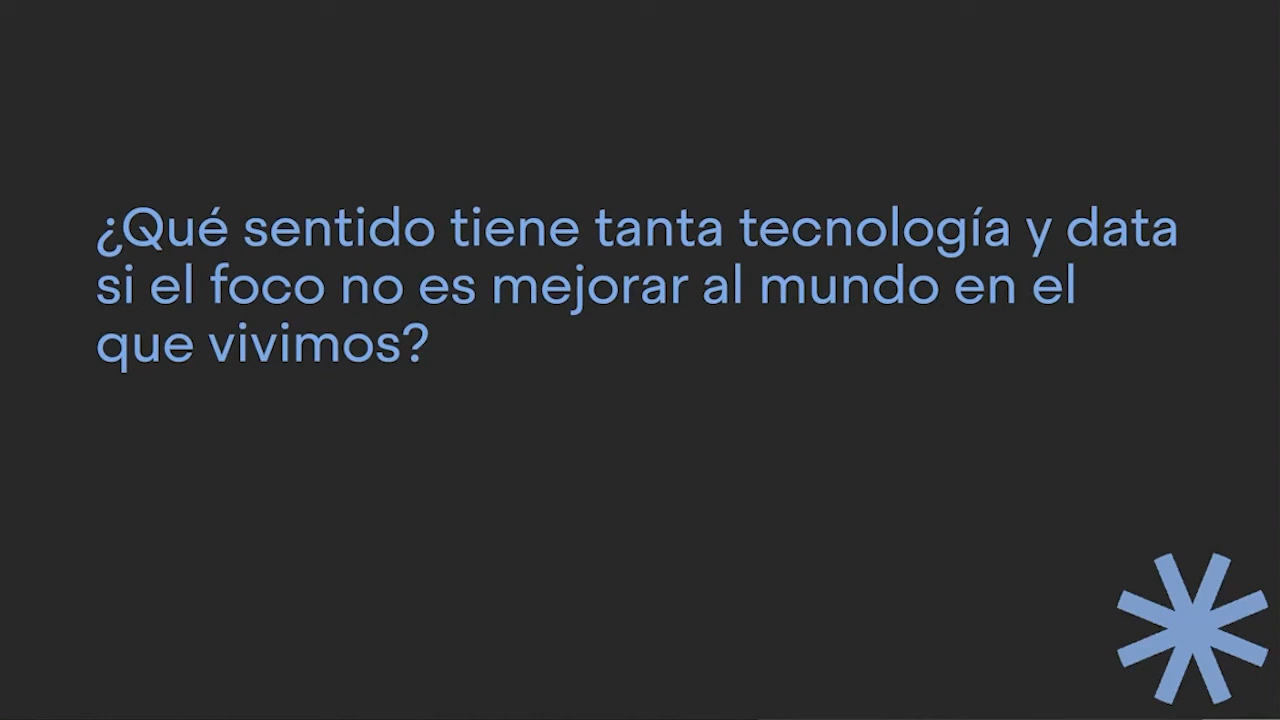 ¿Qué sentido tiene tanta tecnología y data
si el foco no es mejorar al mundo en el
que vivimos?